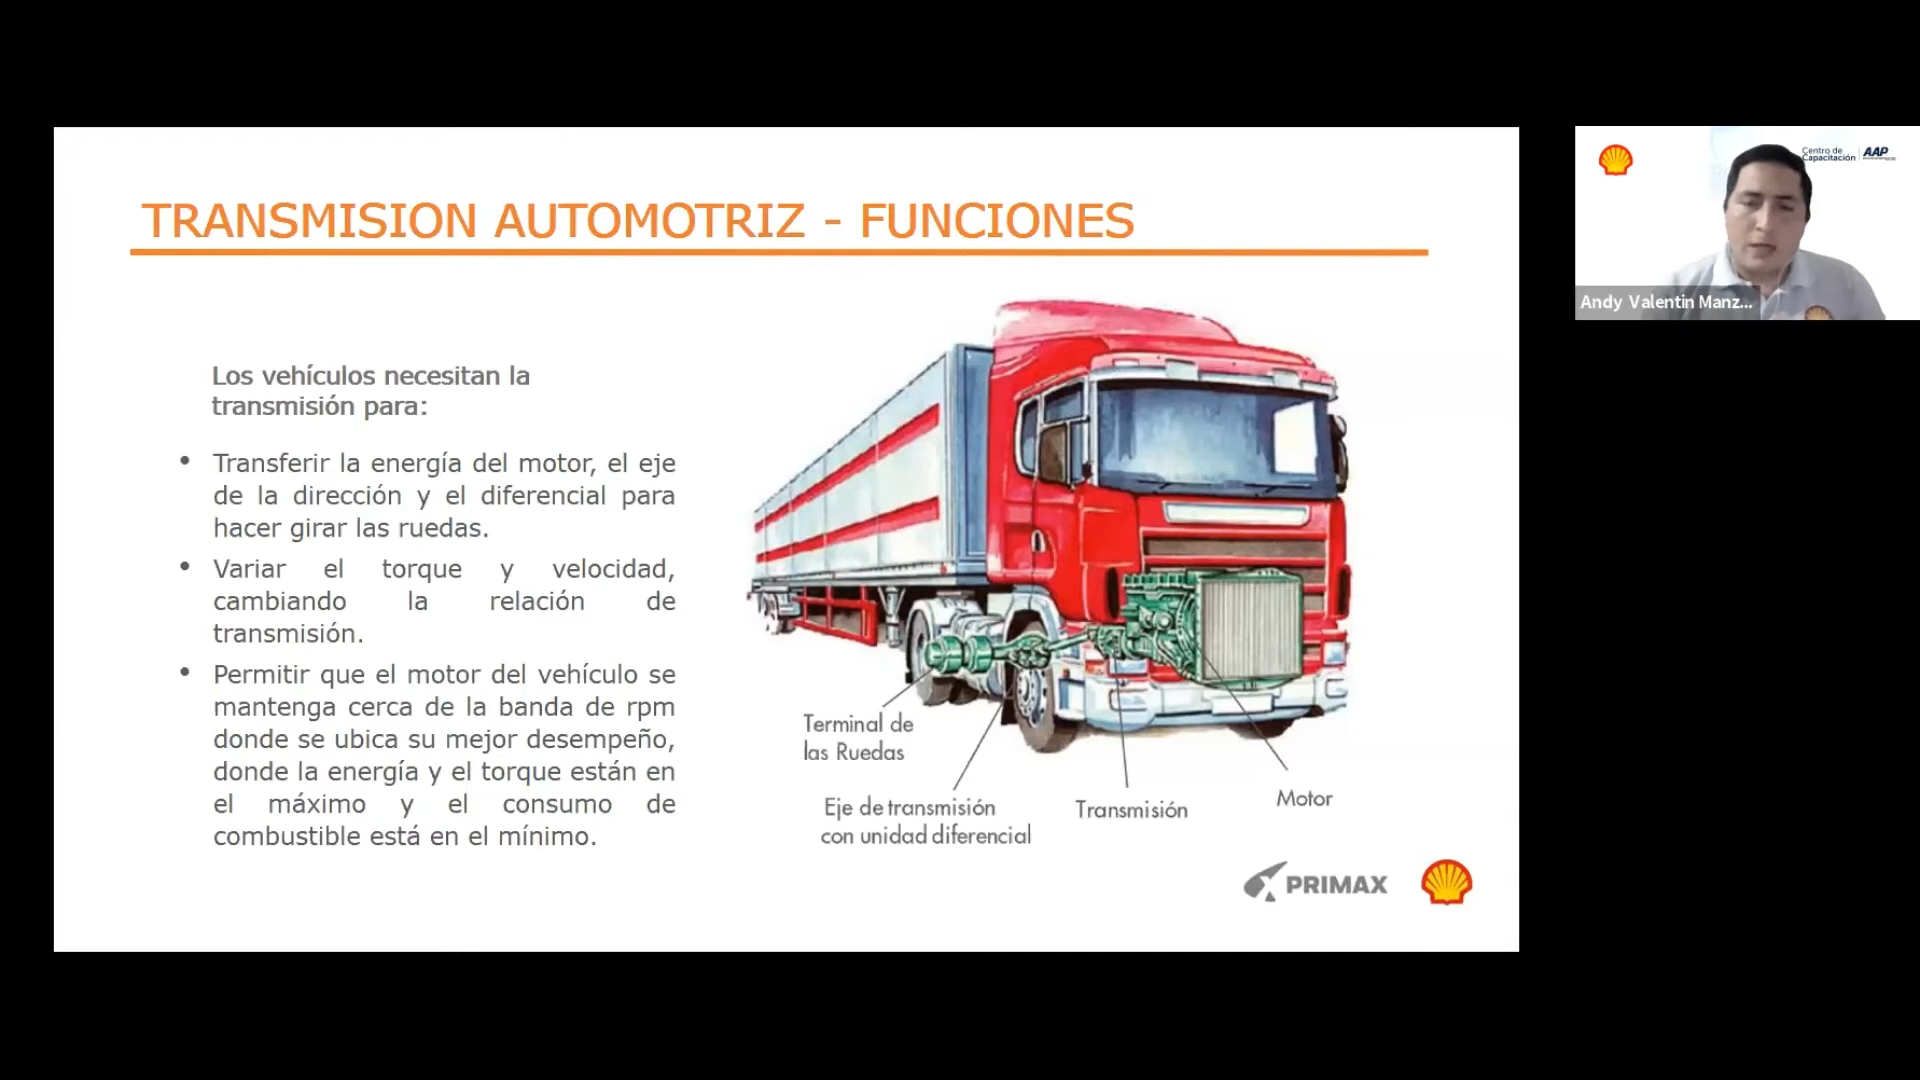 TRANSMISION AUTOMOTRIZ - FUNCIONES
Los vehículos necesitan la
transmisión para:
• Transferir la energía del motor, el eje
de la dirección y el diferencial para
hacer girar las ruedas.
• Variar el torque y velocidad,
cambiando la relación de
transmisión.
• Permitir que el motor del vehículo se
mantenga cerca de la banda de rpm
donde se ubica su mejor desempeño,
donde la energía y el torque están en
el máximo y el consumo de
combustible está en el mínimo.
Terminal de
las Ruedas
Eje de transmisión
con unidad diferencial
Transmisión
Motor
PRIMAX
Centro de
Capacitación
AAP
Andy Valentin Manz...